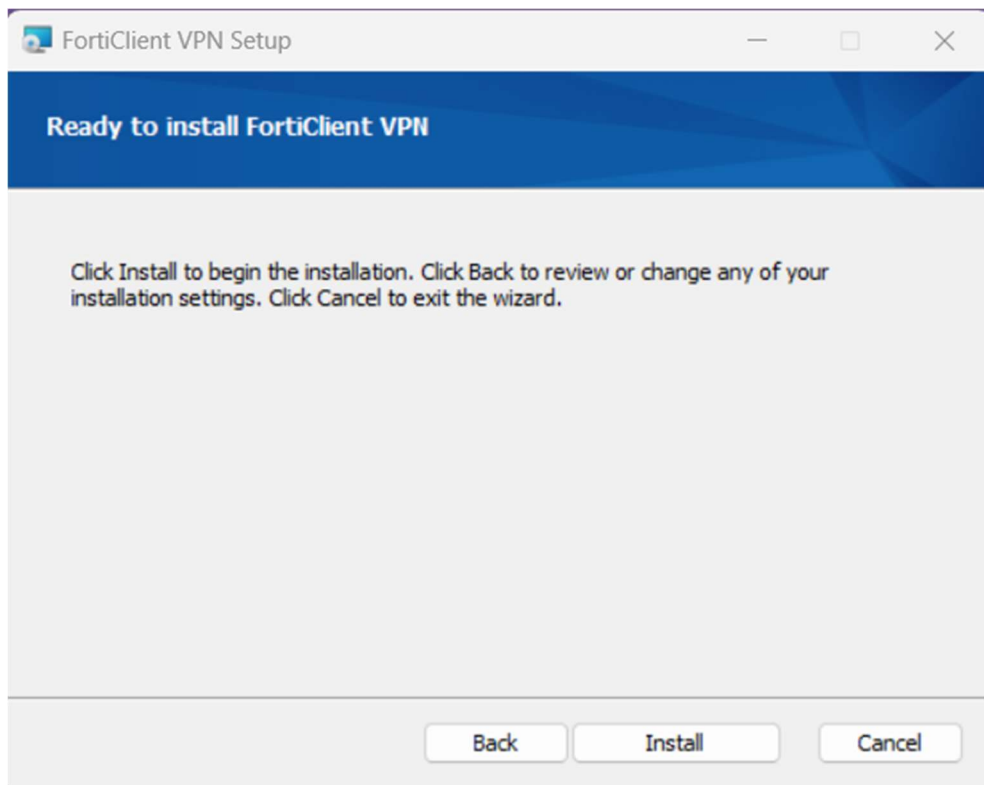 FortiClient VPN Setup
Ready to install FortiClient VPN
Click Install to begin the installation. Click Back to review or change any of your
installation settings. Click Cancel to exit the wizard.
Back Install Cancel